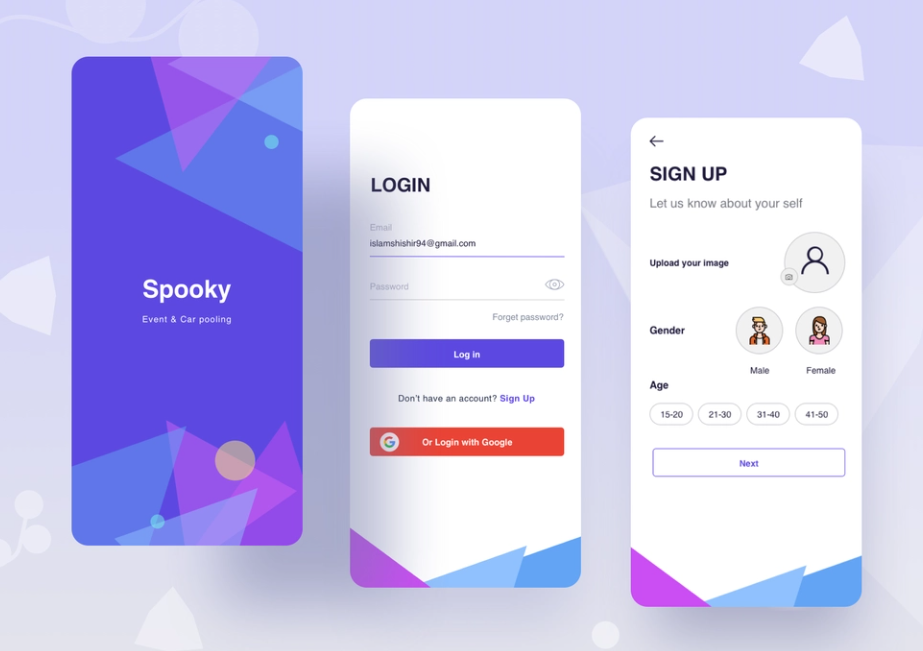 Spooky
Event & Car pooling
LOGIN
Email
islamshishir94@gmail.com
Password
Forget password?
Log in
Don't have an account? Sign Up
G Or Login with Google
SIGN UP
Let us know about your self
Upload your image
Gender
Male Female
Age
15-20 21-30 31-40 41-50
Next